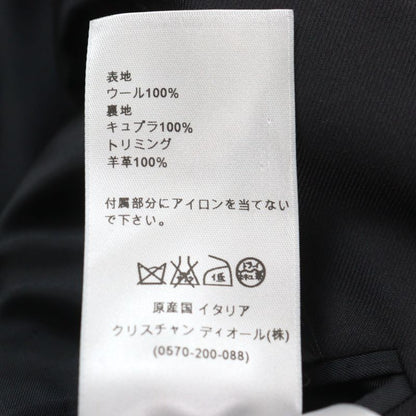 表地
ウール100%
裏地
キュプラ100%
トリミング
羊革100%
付属部分にアイロンを当てない
で下さい。
原産国 イタリア
クリスチャン ディオール(株)
(0570-200-088)